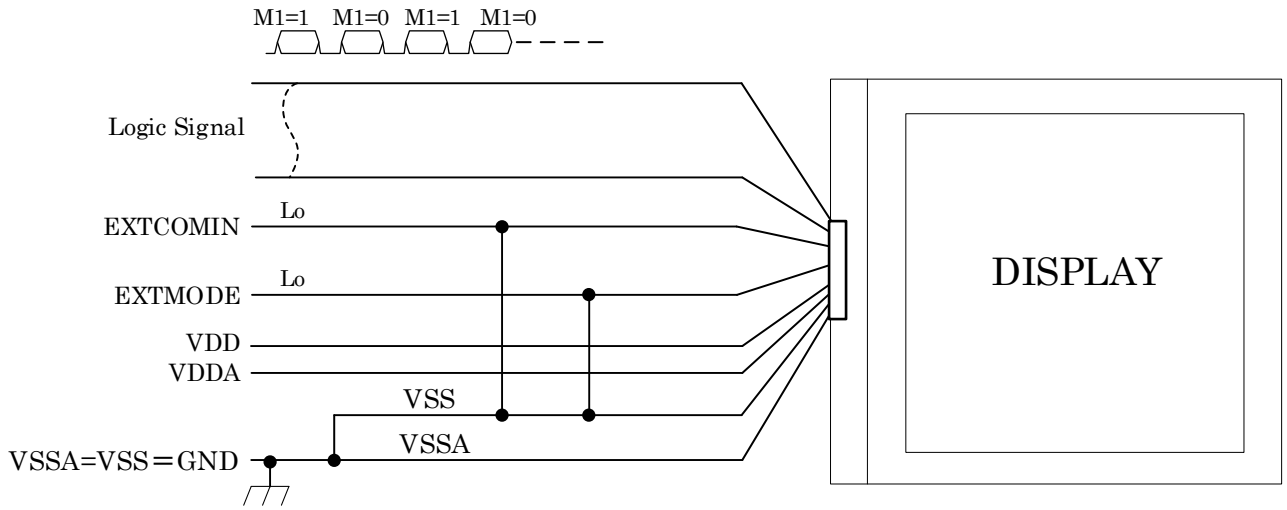 M1=1 M1=0 M1=1 M1=0
Logic Signal
EXTCOMIN
Lo
EXTMODE
Lo
VDD
VDDA
VSS
VSSA
VSSA=VSS=GND
DISPLAY